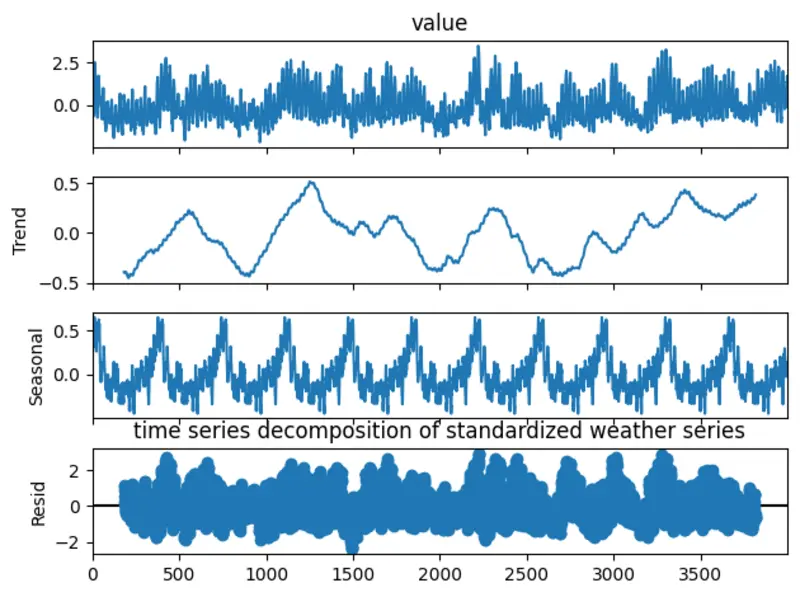 value
2.5
0.0
0.5
Trend
0.0
−0.5
0.5
Seasonal
0.0
time series decomposition of standardized weather series
2
Resid
0
−2
0 500 1000 1500 2000 2500 3000 3500